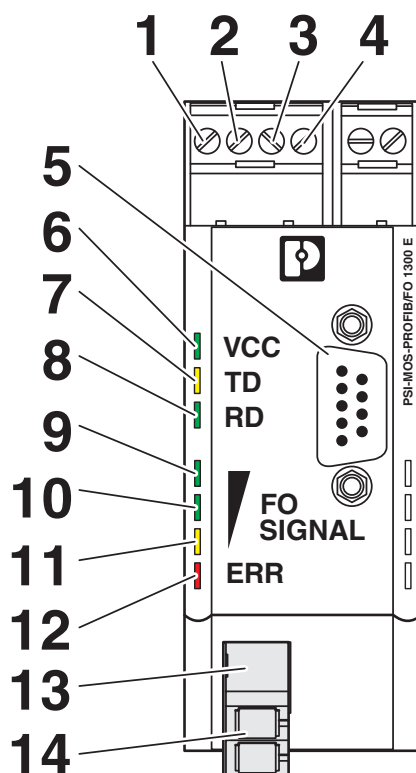 1 2 3 4
5
6
7
8
9
10
11
12
13
14
VCC
TD
RD
FO
SIGNAL
ERR
PSI-MOS-PROFIB/FO 1300 E